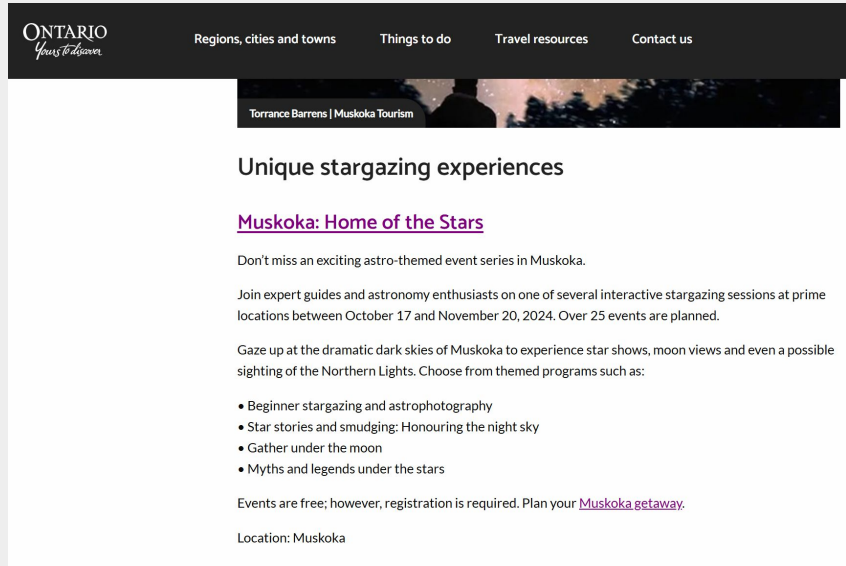 ONTARIO
Yours to discover
Regions, cities and towns
Things to do
Travel resources
Contact us
Torrance Barrens | Muskoka Tourism
Unique stargazing experiences
Muskoka: Home of the Stars
Don’t miss an exciting astro-themed event series in Muskoka.
Join expert guides and astronomy enthusiasts on one of several interactive stargazing sessions at prime
locations between October 17 and November 20, 2024. Over 25 events are planned.
Gaze up at the dramatic dark skies of Muskoka to experience star shows, moon views and even a possible
sighting of the Northern Lights. Choose from themed programs such as:
• Beginner stargazing and astrophotography
• Star stories and smudging: Honouring the night sky
• Gather under the moon
• Myths and legends under the stars
Events are free; however, registration is required. Plan your Muskoka getaway.
Location: Muskoka